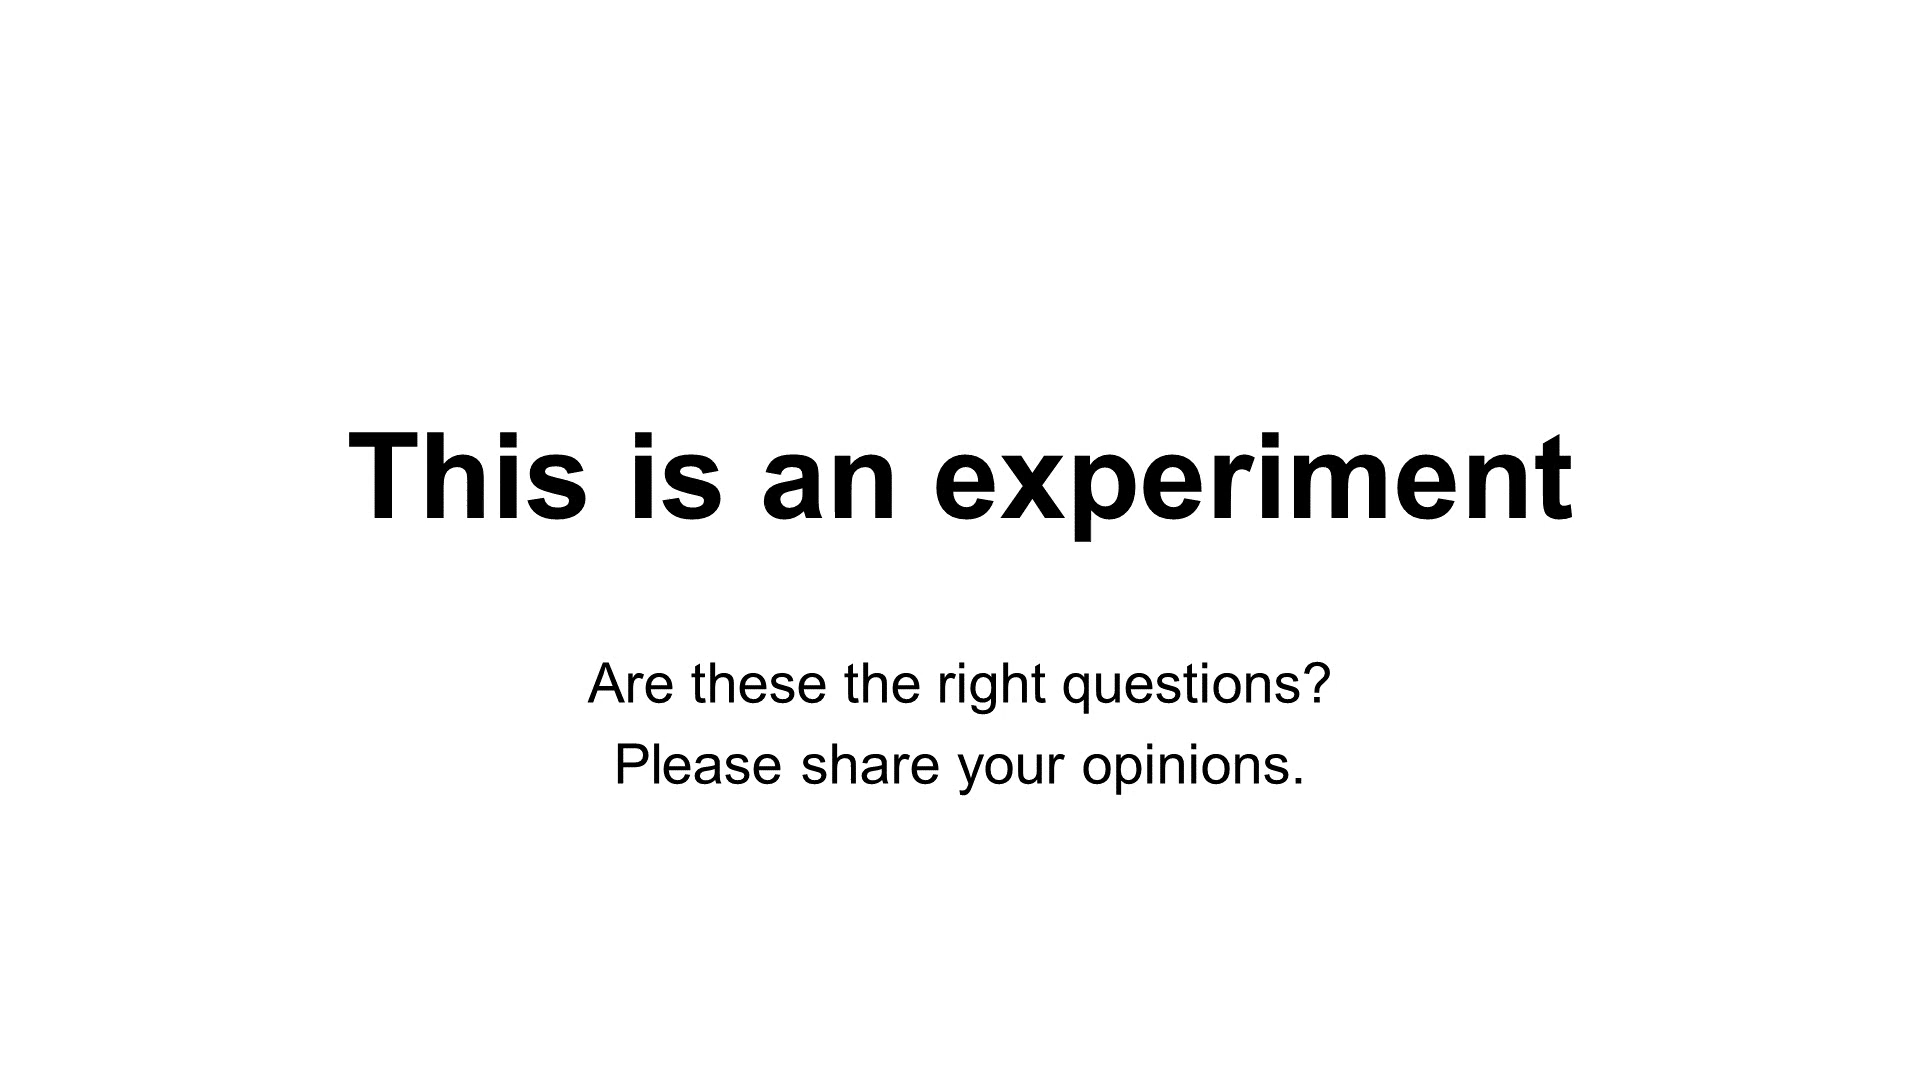 This is an experiment
Are these the right questions?
Please share your opinions.